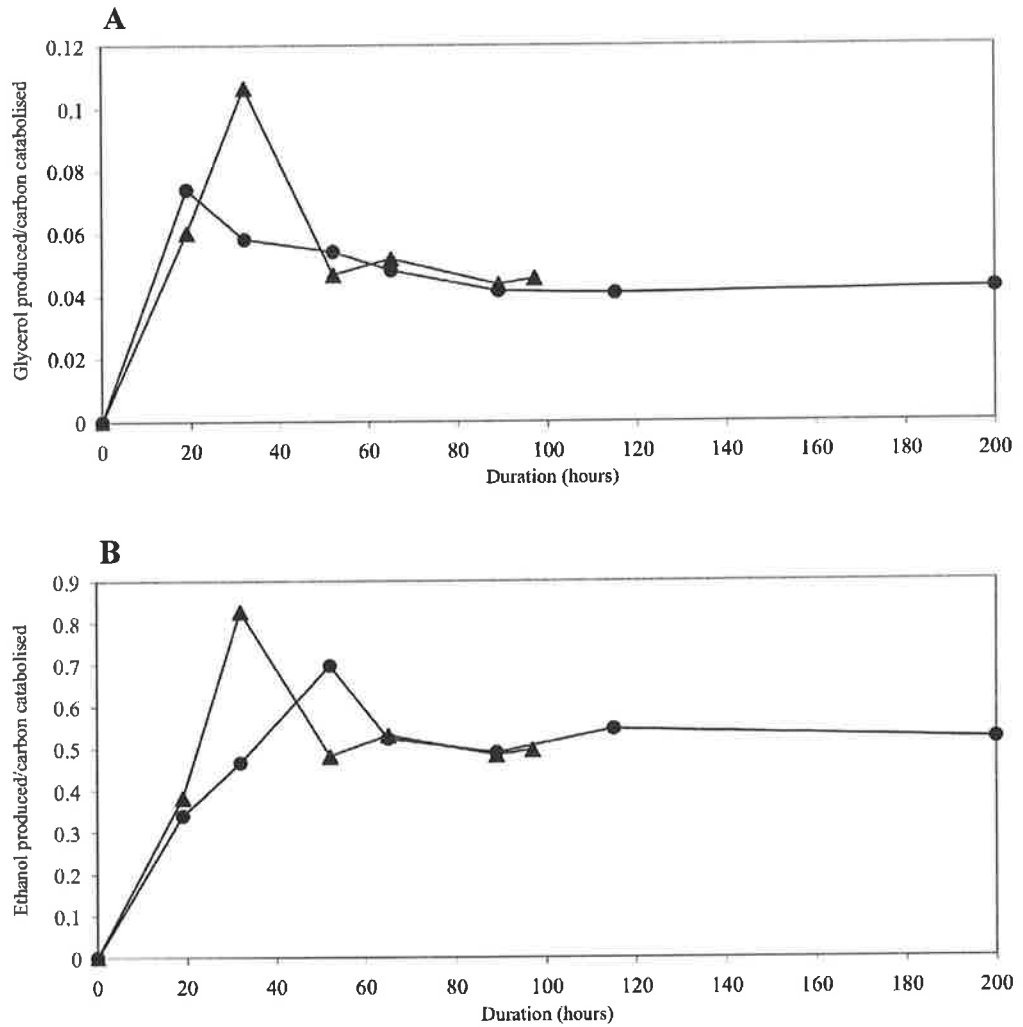 A
Glycerol produced/carbon catabolised
0.12
0.1
0.08
0.06
0.04
0.02
0
0 20 40 60 80 100 120 140 160 180 200
Duration (hours)
B
Ethanol produced/carbon catabolised
0.9
0.8
0.7
0.6
0.5
0.4
0.3
0.2
0.1
0
0 20 40 60 80 100 120 140 160 180 200
Duration (hours)